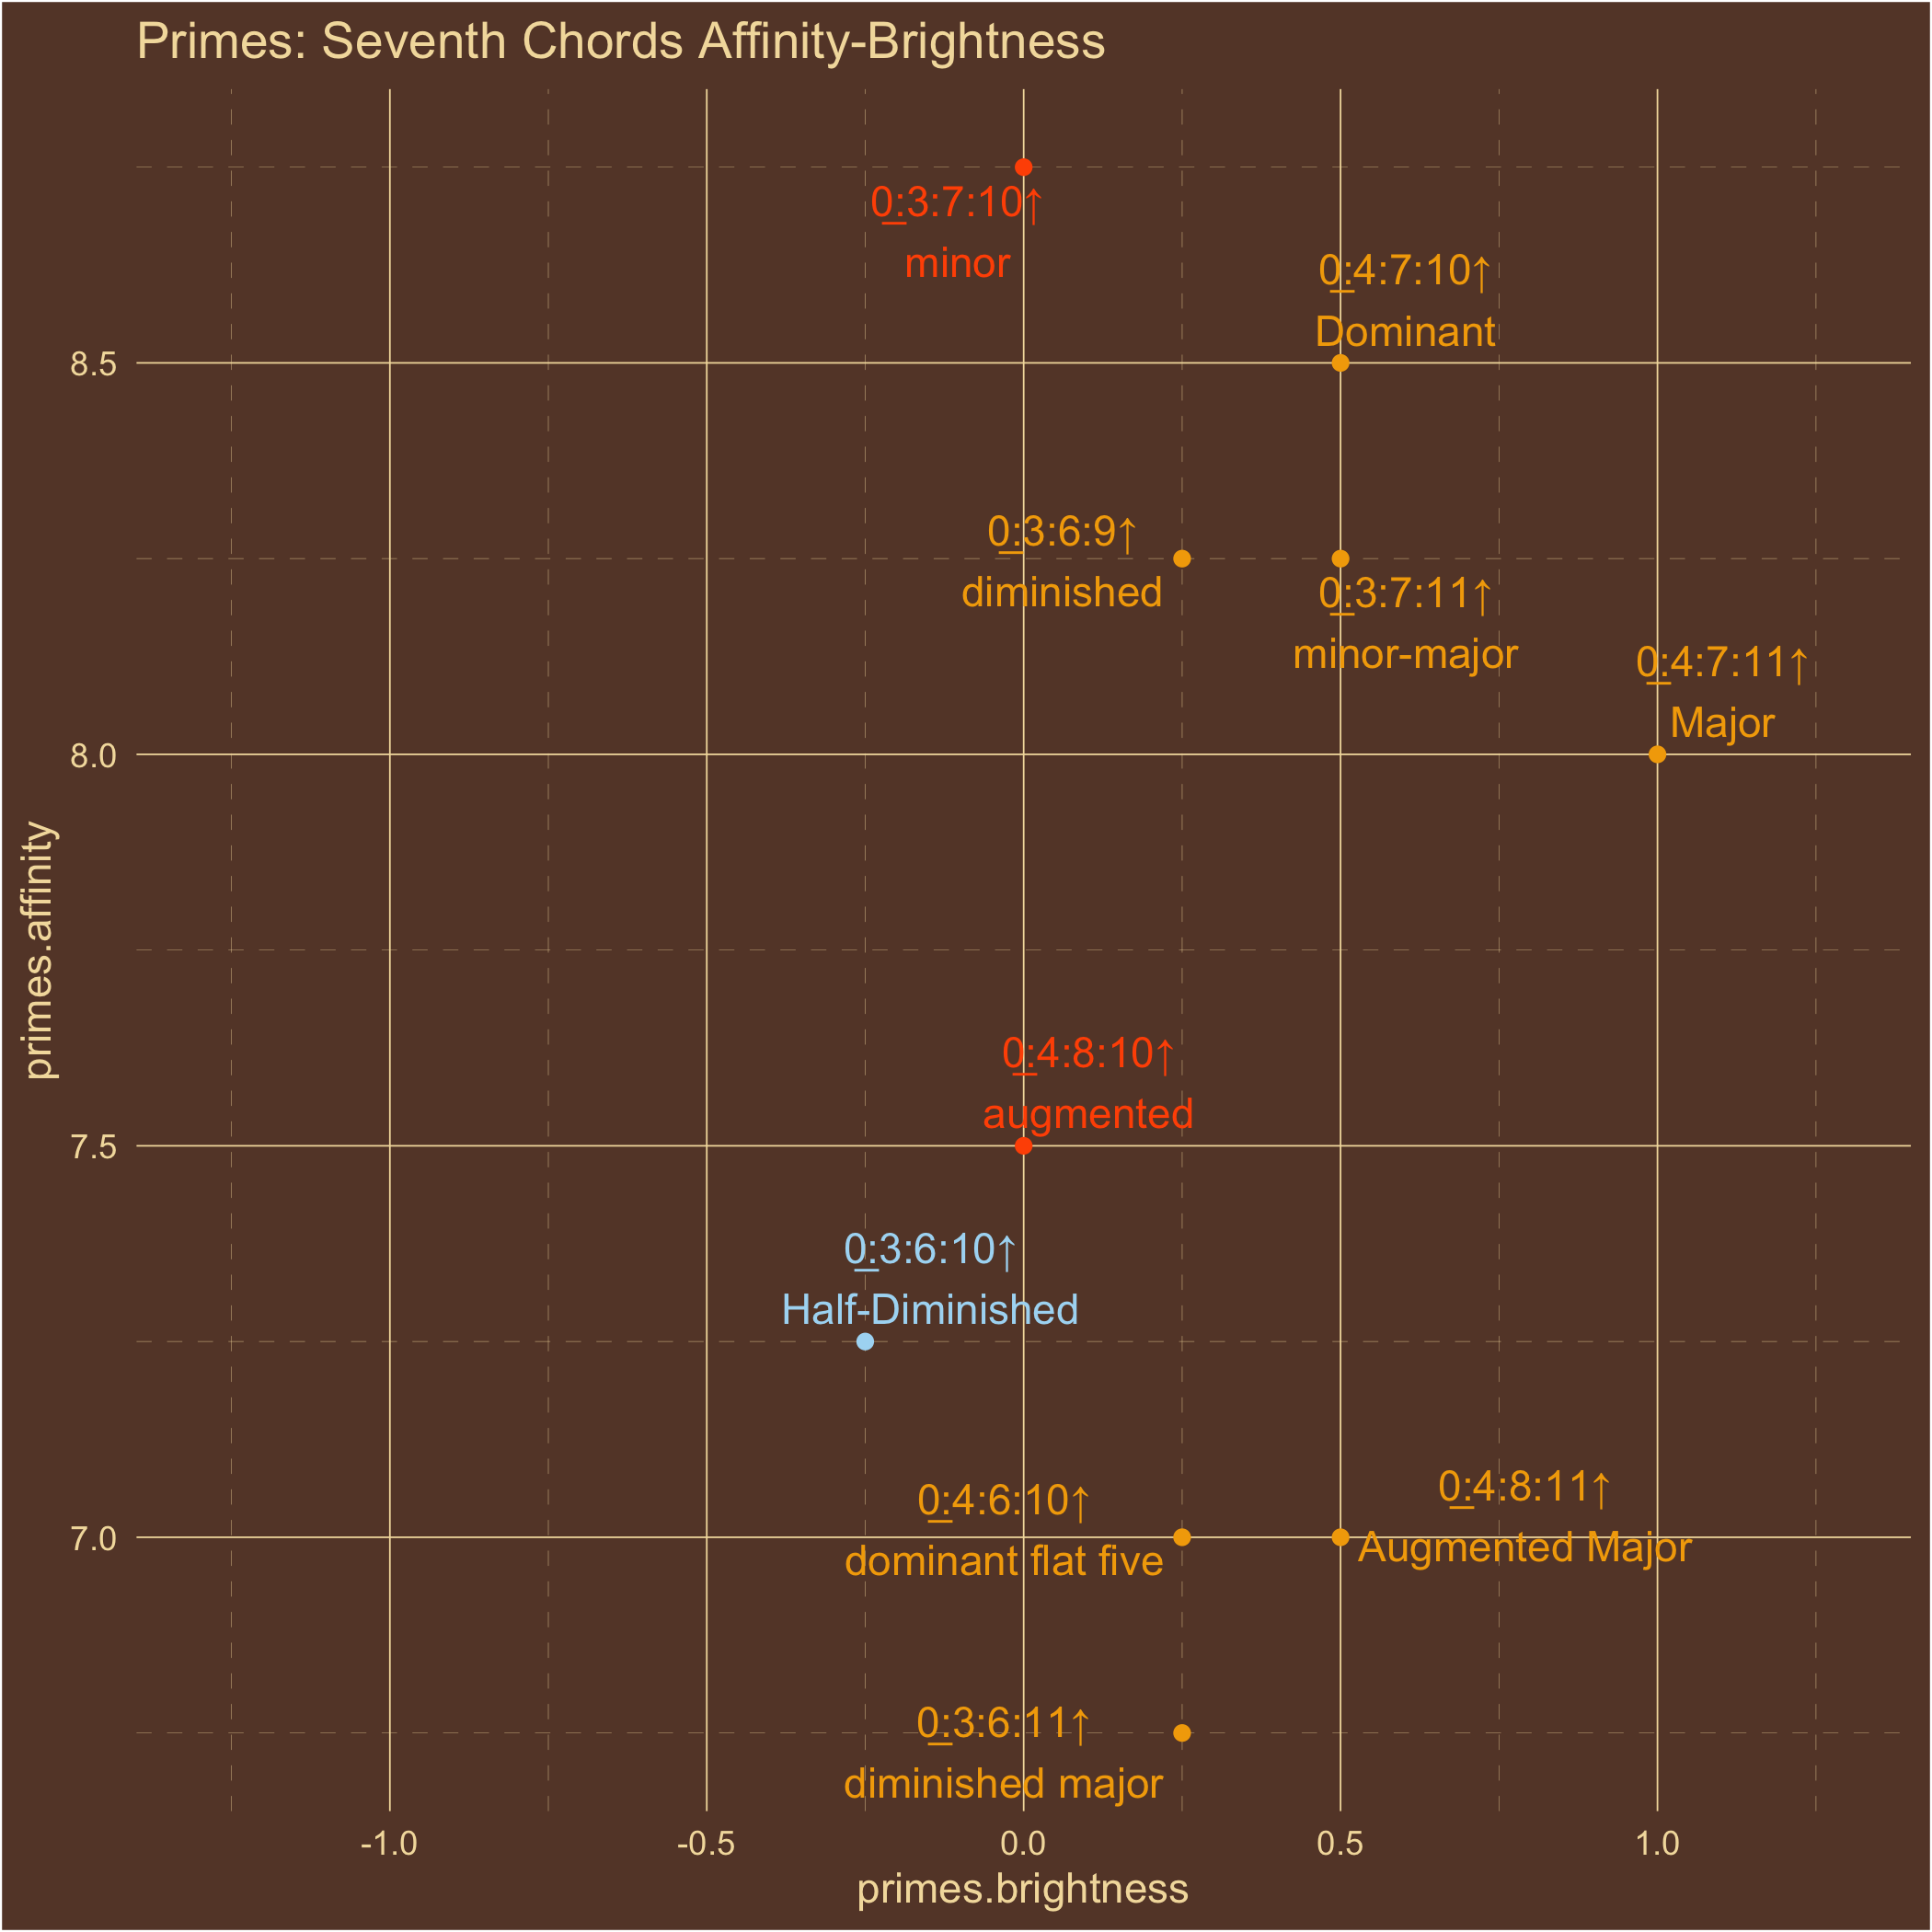 Primes: Seventh Chords Affinity-Brightness
0:3:7:10↑
minor
0:4:7:10↑
Dominant
8.5
0:3:6:9↑
diminished
0:3:7:11↑
minor-major
0:4:7:11↑
Major
8.0
primes.affinity
0:4:8:10↑
augmented
7.5
0:3:6:10↑
Half-Diminished
0:4:6:10↑
dominant flat five
0:4:8:11↑
Augmented Major
7.0
0:3:6:11↑
diminished major
-1.0 -0.5 0.0 0.5 1.0
primes.brightness